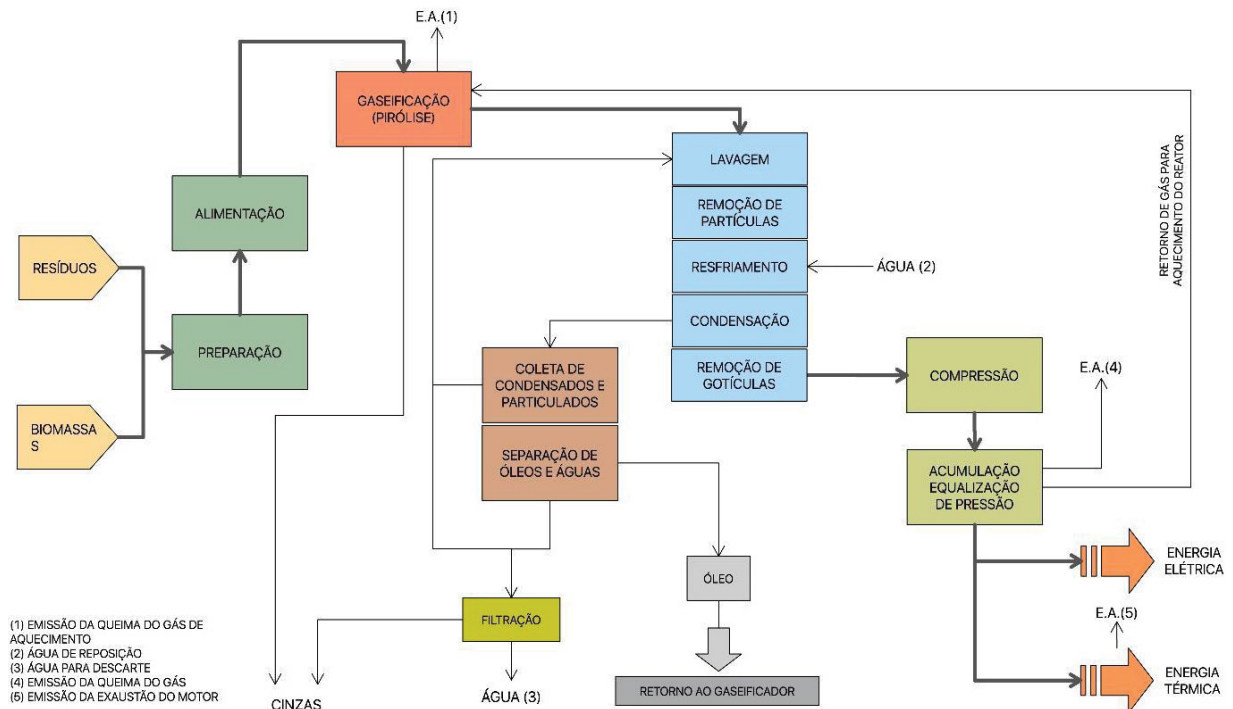 E.A.(1)
GASEIFICAÇÃO
(PIRÓLISE)
LAVAGEM
REMOÇÃO DE
PARTÍCULAS
RESFRIAMENTO
ÁGUA (2)
CONDENSAÇÃO
REMOÇÃO DE
GOTÍCULAS
RETORNO DE GÁS PARA
AQUECIMENTO DO REATOR
ALIMENTAÇÃO
RESÍDUOS
PREPARAÇÃO
BIOMASSA
S
COLETA DE
CONDENSADOS E
PARTICULADOS
SEPARAÇÃO DE
ÓLEOS E ÁGUAS
COMPRESSÃO
E.A.(4)
ACUMULAÇÃO
EQUALIZAÇÃO
DE PRESSÃO
ENERGIA
ELÉTRICA
ÓLEO
FILTRAÇÃO
E.A.(5)
ENERGIA
TÉRMICA
RETORNO AO GASEIFICADOR
ÁGUA (3)
CINZAS
(1) EMISSÃO DA QUEIMA DO GÁS DE
AQUECIMENTO
(2) ÁGUA DE REPOSIÇÃO
(3) ÁGUA PARA DESCARTE
(4) EMISSÃO DA QUEIMA DO GÁS
(5) EMISSÃO DA EXAUSTÃO DO MOTOR